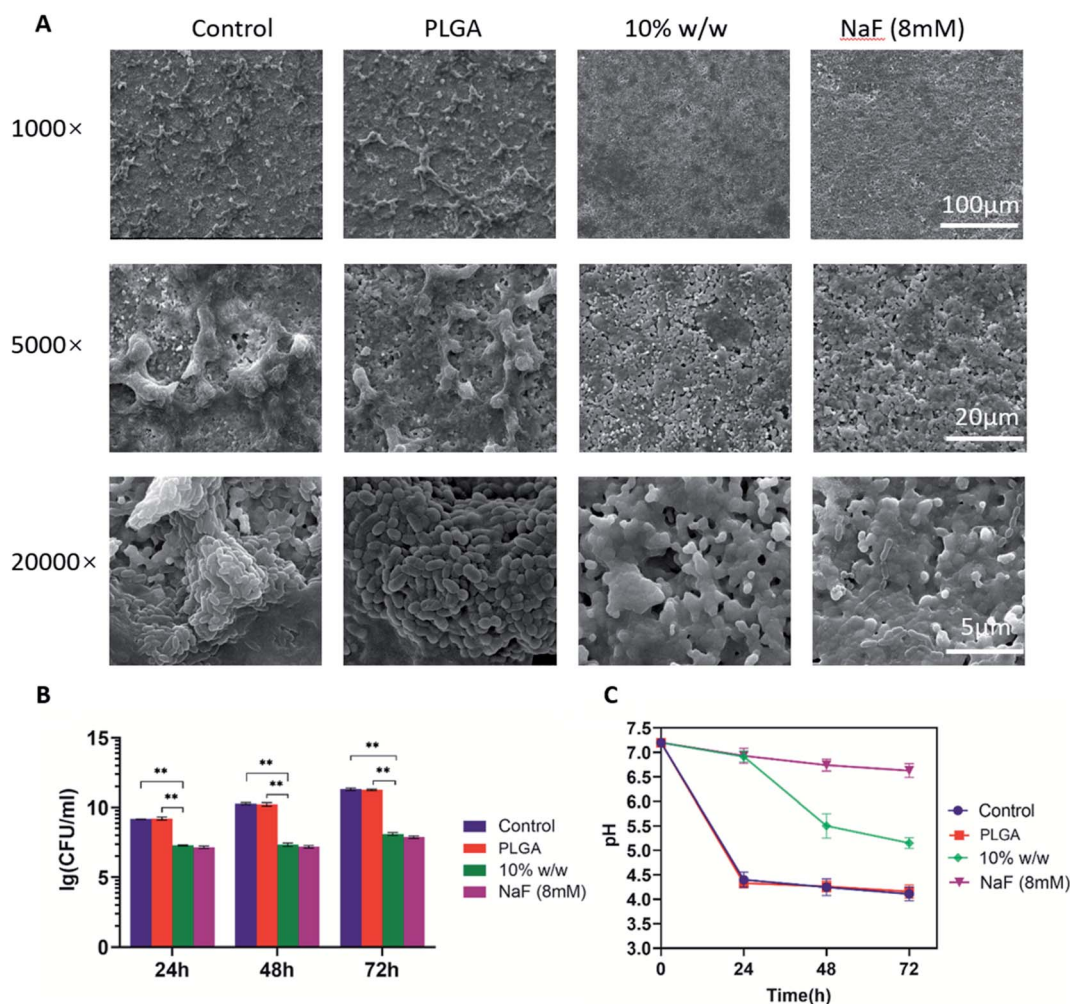 A
Control PLGA 10% w/w NaF (8mM)
1000×
100μm
5000×
20μm
20000×
5μm
B
lg(CFU/ml)
15
10
5
0
** ** **
** ** **
24h 48h 72h
Control
PLGA
10% w/w
NaF (8mM)
C
pH
7.5
7.0
6.5
6.0
5.5
5.0
4.5
4.0
3.5
3.0
0 24 48 72
Time(h)
Control
PLGA
10% w/w
NaF (8mM)